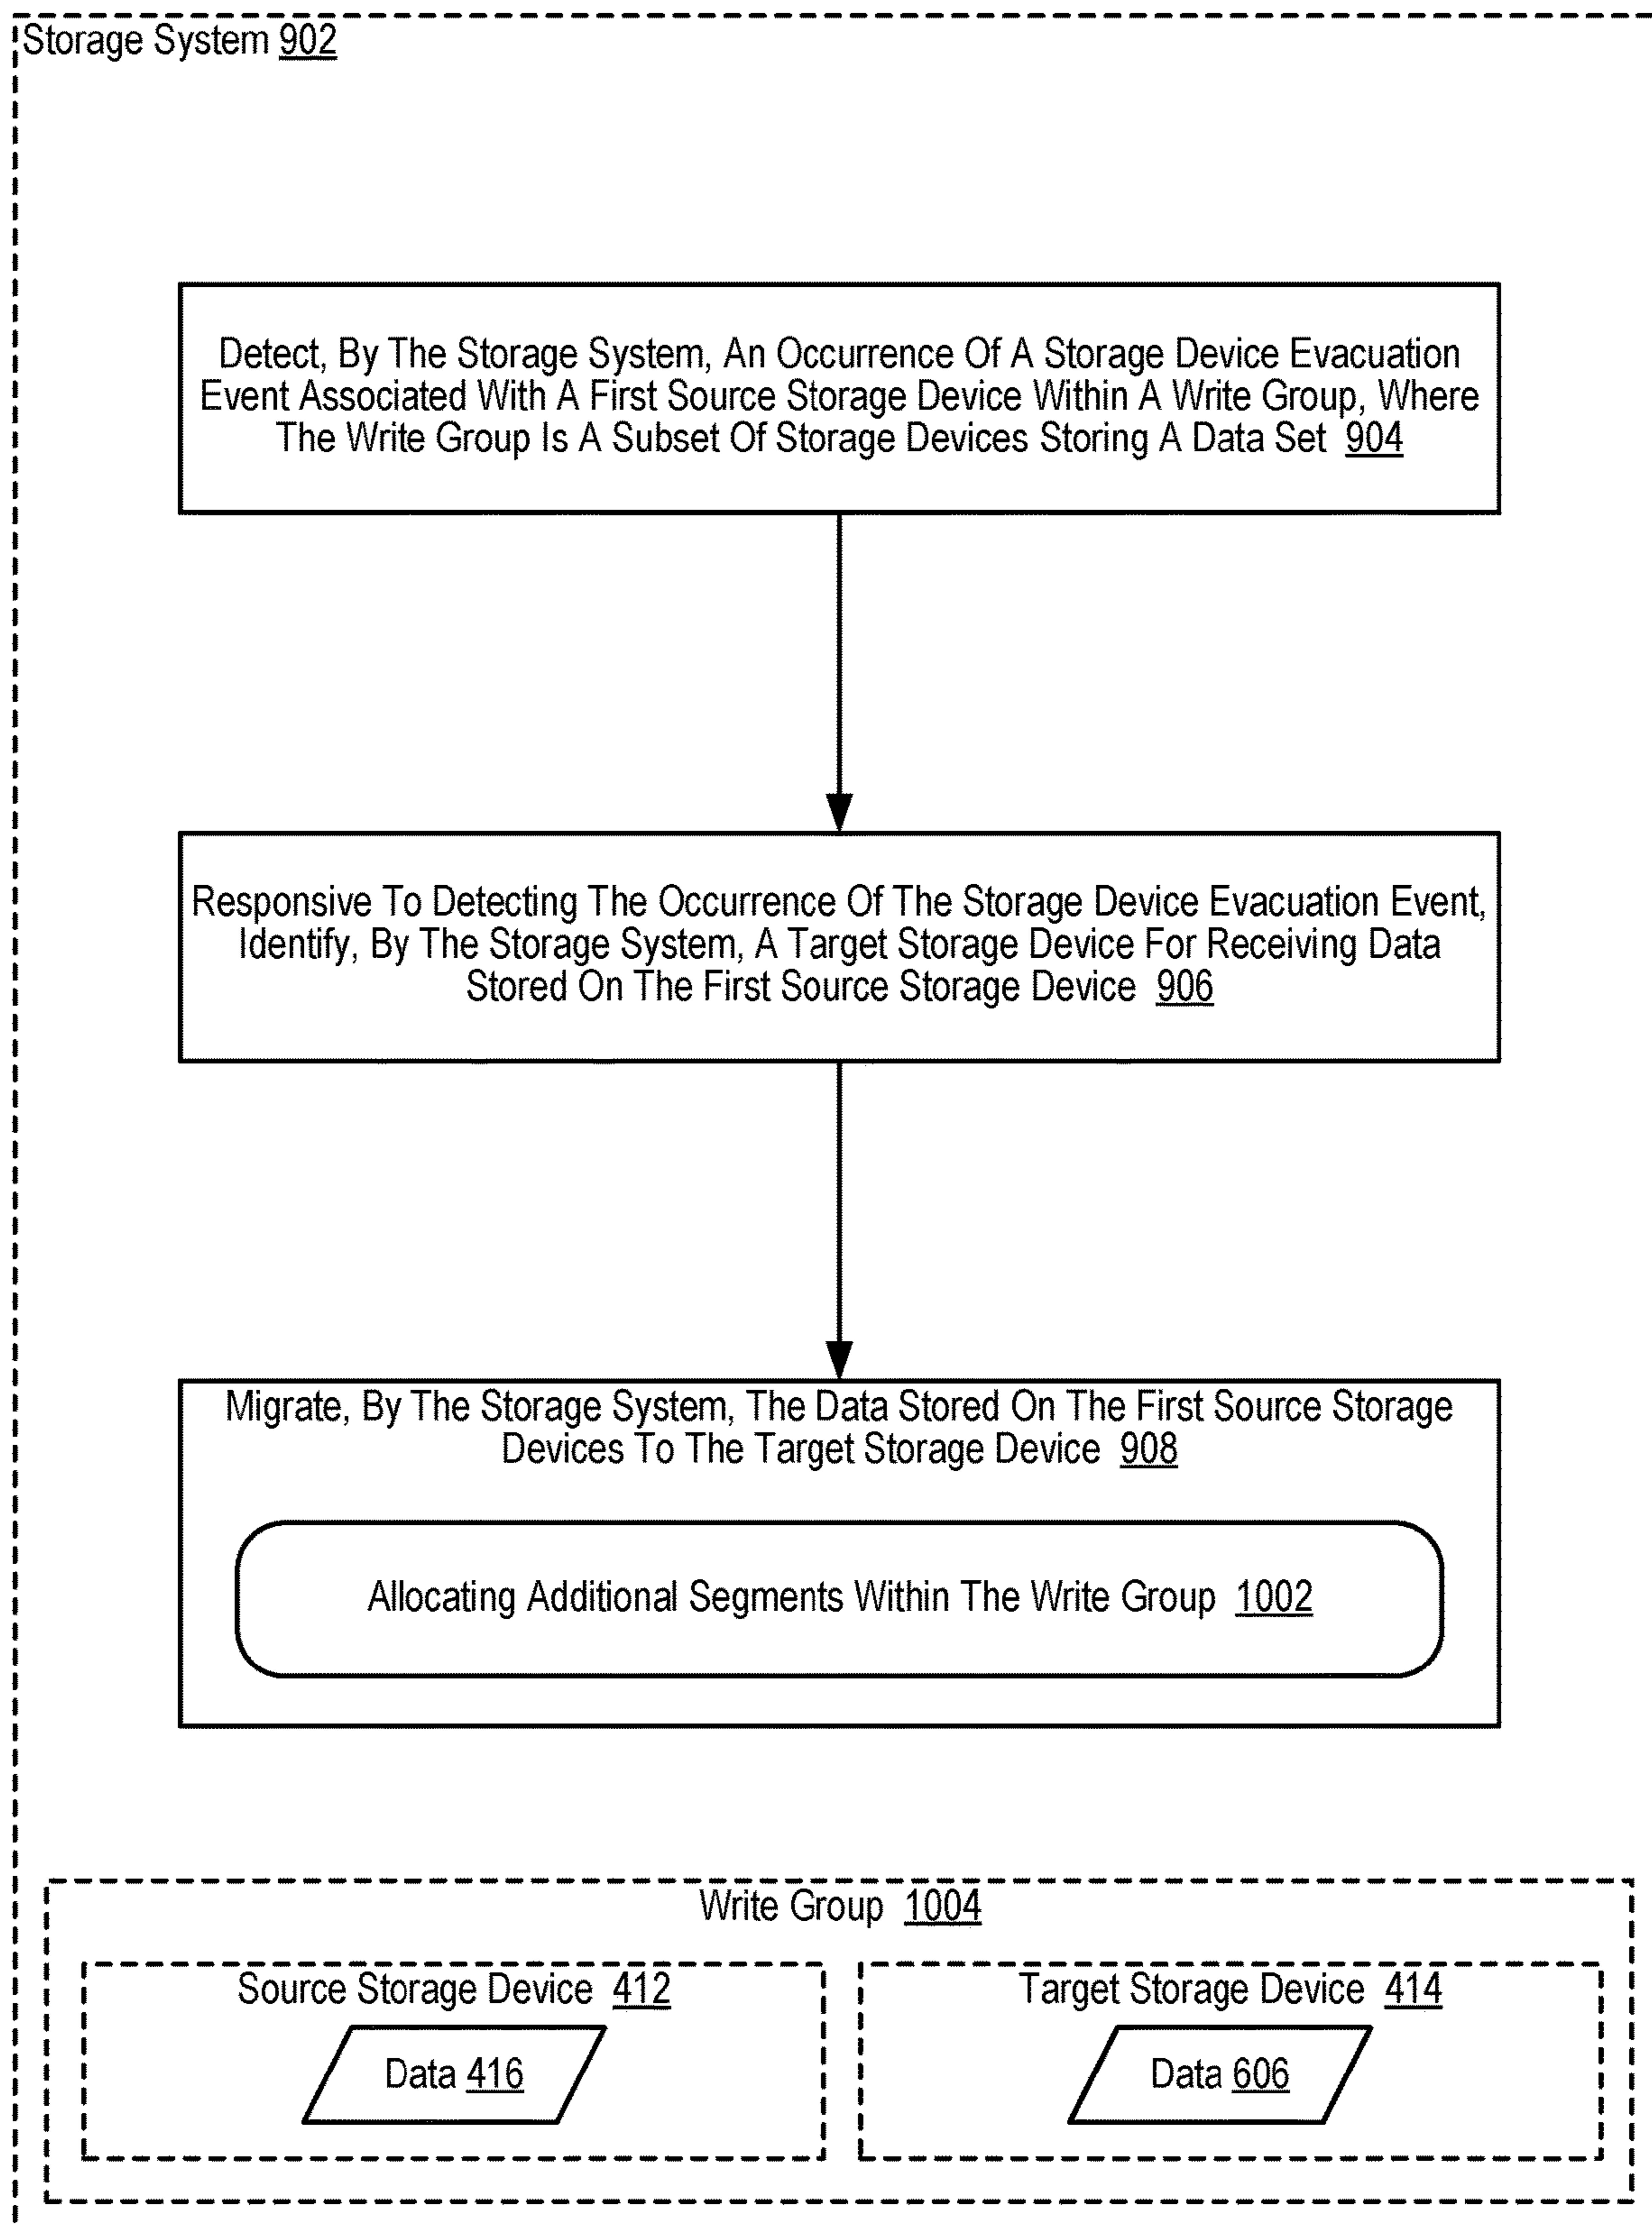 Storage System 902
Detect, By The Storage System, An Occurrence Of A Storage Device Evacuation
Event Associated With A First Source Storage Device Within A Write Group, Where
The Write Group Is A Subset Of Storage Devices Storing A Data Set 904
Responsive To Detecting The Occurrence Of The Storage Device Evacuation Event,
Identify, By The Storage System, A Target Storage Device For Receiving Data
Stored On The First Source Storage Device 906
Migrate, By The Storage System, The Data Stored On The First Source Storage
Devices To The Target Storage Device 908
Allocating Additional Segments Within The Write Group 1002
Write Group 1004
Source Storage Device 412
Data 416
Target Storage Device 414
Data 606